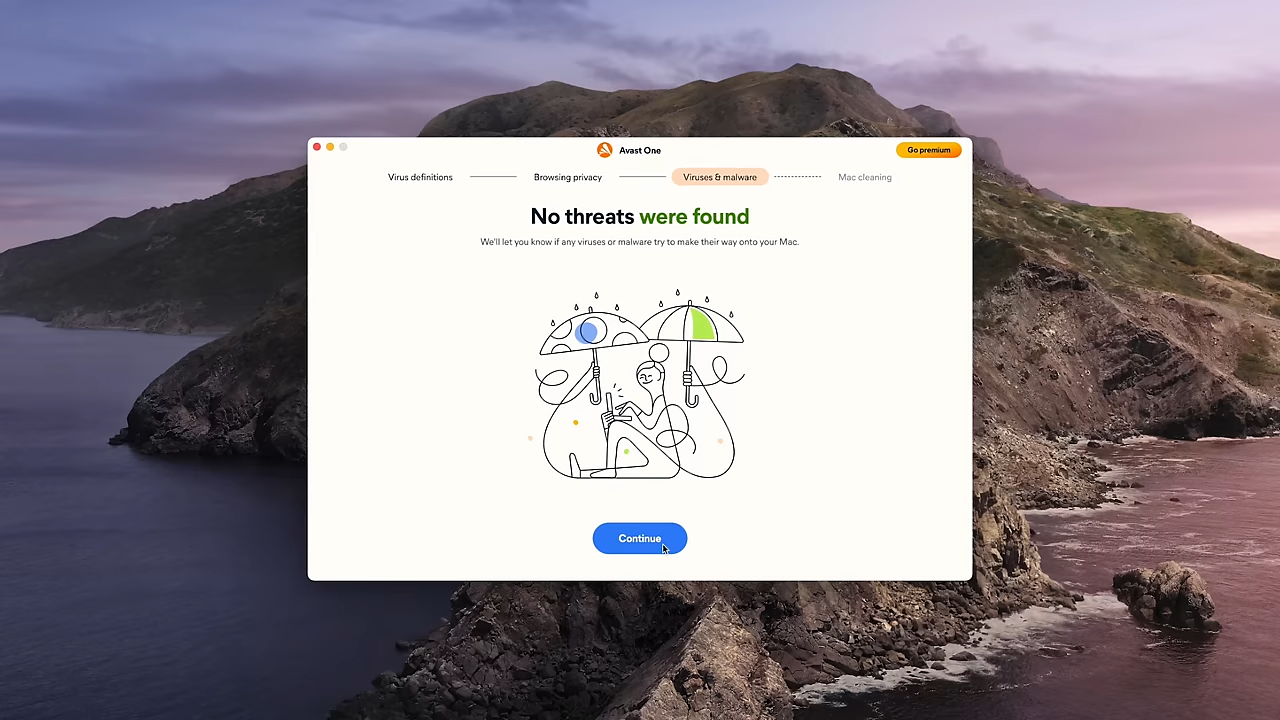 Avast One
Go premium
Virus definitions
Browsing privacy
Viruses & malware
Mac cleaning
No threats were found
We'll let you know if any viruses or malware try to make their way onto your Mac.
Continue